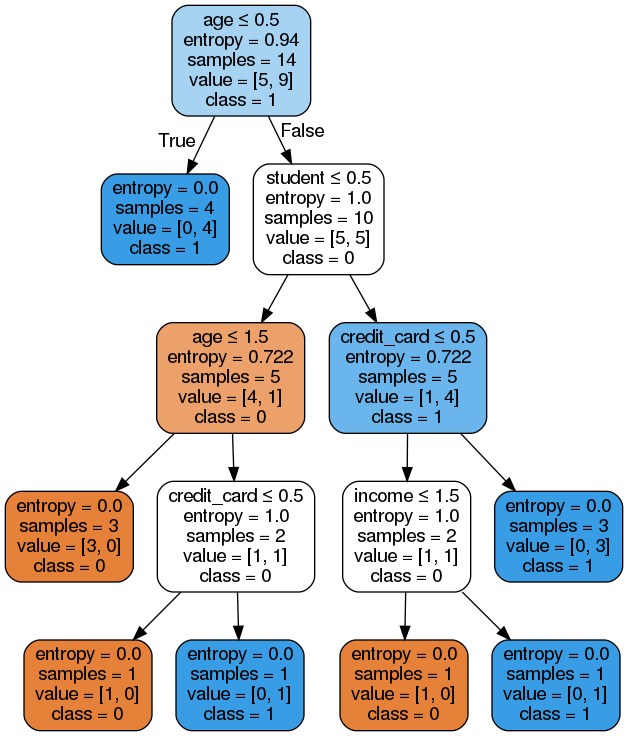 age ≤ 0.5
entropy = 0.94
samples = 14
value = [5, 9]
class = 1
True
False
entropy = 0.0
samples = 4
value = [0, 4]
class = 1
student ≤ 0.5
entropy = 1.0
samples = 10
value = [5, 5]
class = 0
age ≤ 1.5
entropy = 0.722
samples = 5
value = [4, 1]
class = 0
credit_card ≤ 0.5
entropy = 0.722
samples = 5
value = [1, 4]
class = 1
entropy = 0.0
samples = 3
value = [3, 0]
class = 0
credit_card ≤ 0.5
entropy = 1.0
samples = 2
value = [1, 1]
class = 0
income ≤ 1.5
entropy = 1.0
samples = 2
value = [1, 1]
class = 0
entropy = 0.0
samples = 3
value = [0, 3]
class = 1
entropy = 0.0
samples = 1
value = [1, 0]
class = 0
entropy = 0.0
samples = 1
value = [0, 1]
class = 1
entropy = 0.0
samples = 1
value = [1, 0]
class = 0
entropy = 0.0
samples = 1
value = [0, 1]
class = 1